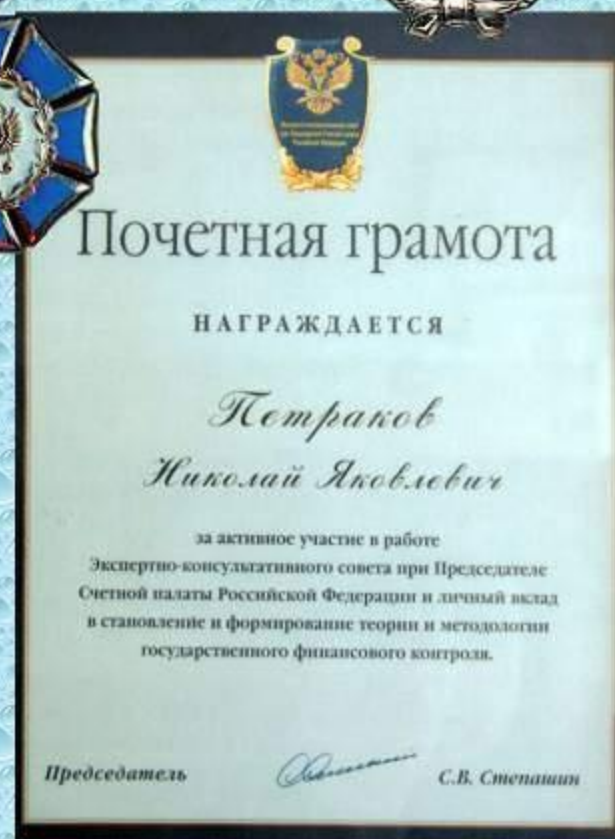 Почетная грамота
НАГРАЖДАЕТСЯ
Петраков
Николай Яковлевич
за активное участие в работе
Экспертно-консультативного совета при Председателе
Счетной палаты Российской Федерации и личный вклад
в становление и формирование теории и методологии
государственного финансового контроля.
Председатель
С.В. Степашин